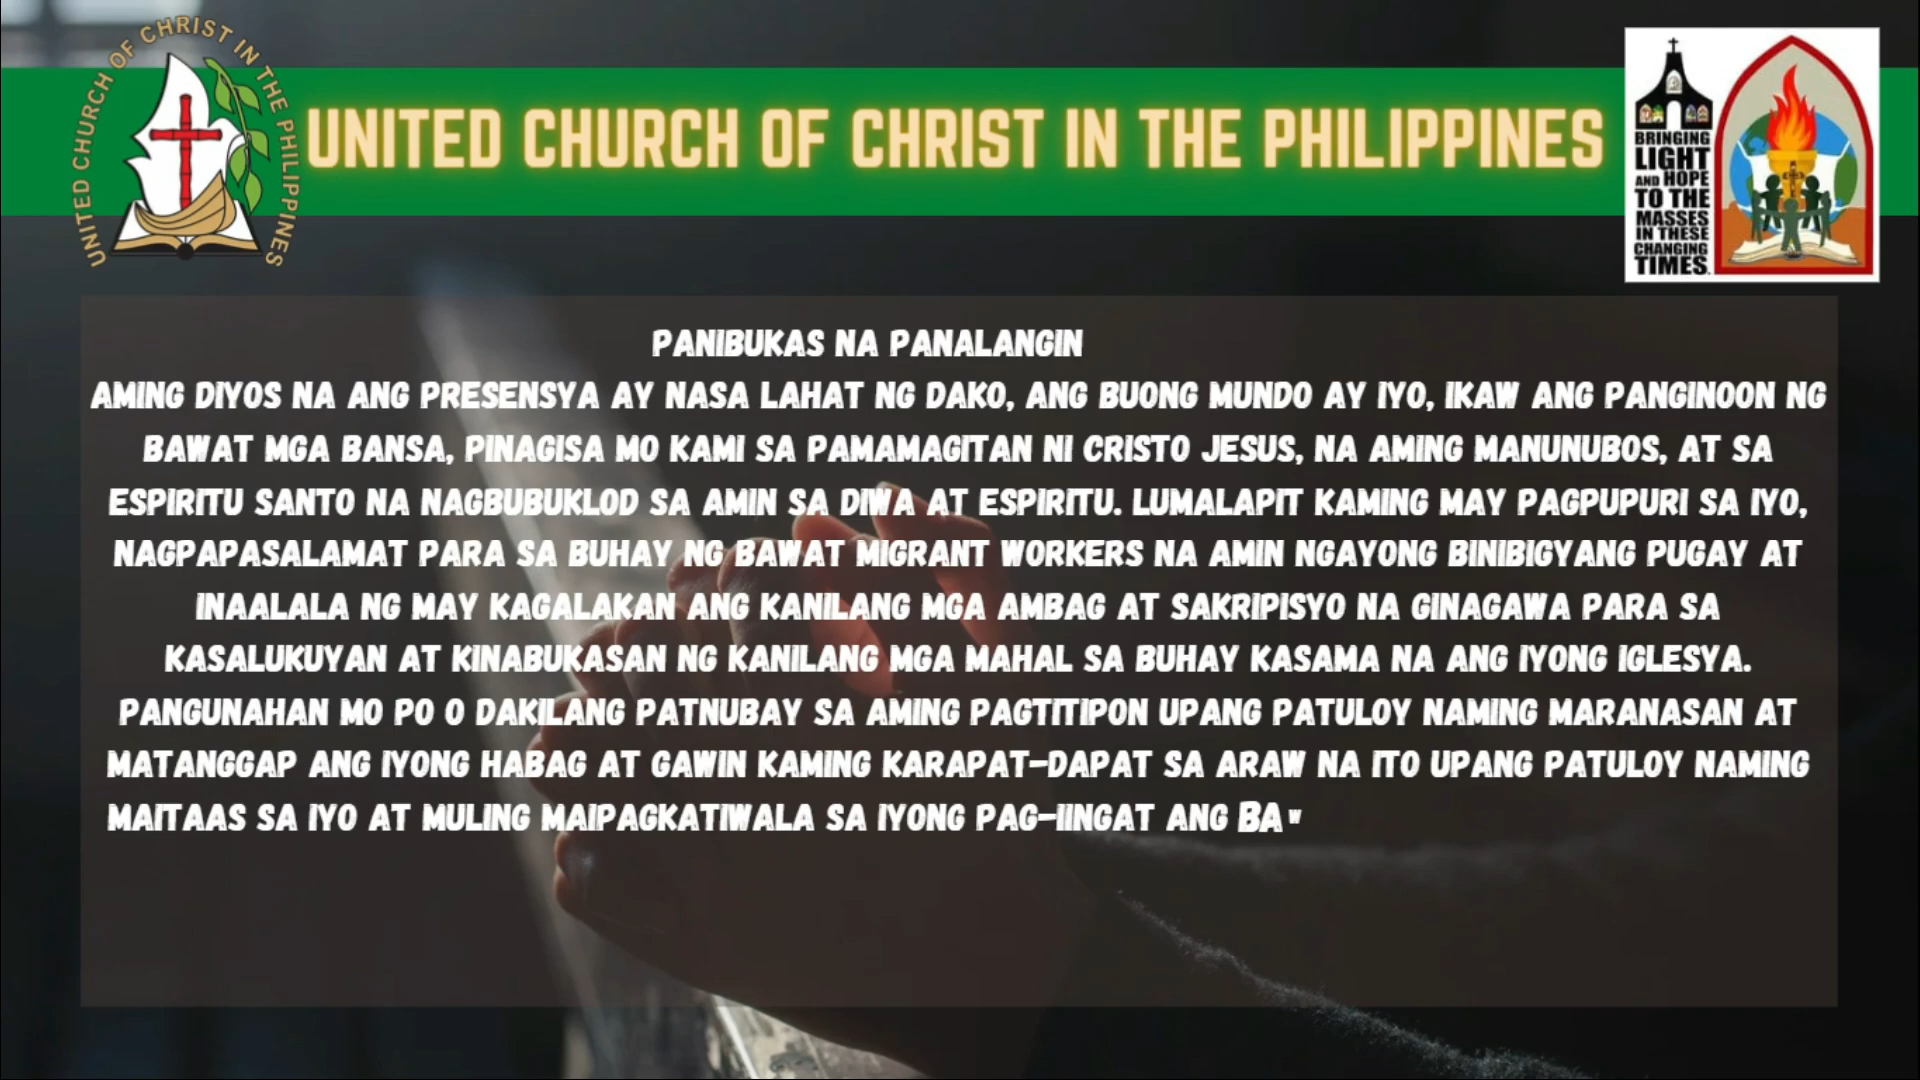 UNITED CHURCH OF CHRIST IN THE PHILIPPINES
UNITED CHURCH OF CHRIST IN THE PHILIPPINES
BRINGING
LIGHT
AND HOPE
TO THE
MASSES
IN THESE
CHANGING
TIMES.
PANIBUKAS NA PANALANGIN
AMING DIYOS NA ANG PRESENSYA AY NASA LAHAT NG DAKO, ANG BUONG MUNDO AY IYO, IKAW ANG PANGINOON NG
BAWAT MGA BANSA, PINAGISA MO KAMI SA PAMAMAGITAN NI CRISTO JESUS, NA AMING MANUNUBOS, AT SA
ESPIRITU SANTO NA NAGBUBUKLOD SA AMIN SA DIWA AT ESPIRITU. LUMALAPIT KAMING MAY PAGPUPURI SA IYO,
NAGPAPASALAMAT PARA SA BUHAY NG BAWAT MIGRANT WORKERS NA AMIN NGAYONG BINIBIGYANG PUGAY AT
INAALALA NG MAY KAGALAKAN ANG KANILANG MGA AMBAG AT SAKRIPISYO NA GINAGAWA PARA SA
KASALUKUYAN AT KINABUKASAN NG KANILANG MGA MAHAL SA BUHAY KASAMA NA ANG IYONG IGLESYA.
PANGUNAHAN MO PO O DAKILANG PATNUBAY SA AMING PAGTITIPON UPANG PATULOY NAMING MARANASAN AT
MATANGGAP ANG IYONG HABAG AT GAWIN KAMING KARAPAT-DAPAT SA ARAW NA ITO UPANG PATULOY NAMING
MAITAAS SA IYO AT MULING MAIPAGKATIWALA SA IYONG PAG-IINGAT ANG BAW